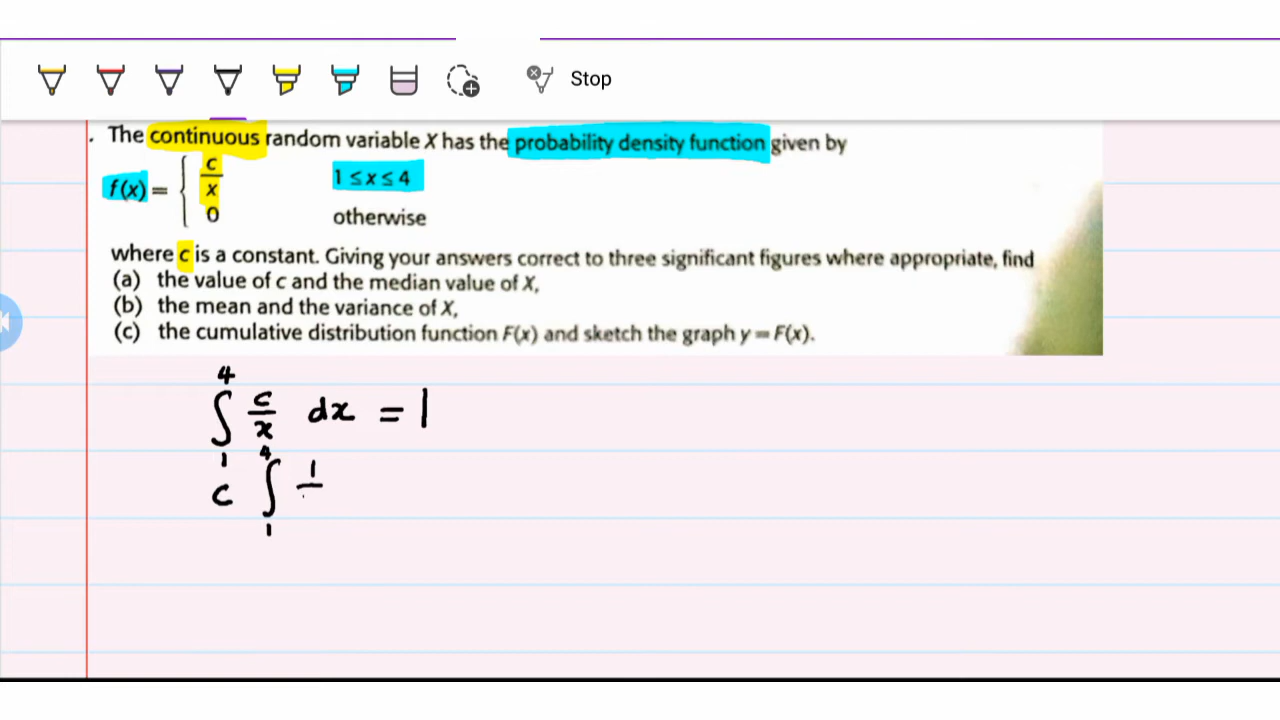 Stop
. The continuous random variable X has the probability density function given by
f(x) = { c/x 1 ≤ x ≤ 4
0 otherwise
where c is a constant. Giving your answers correct to three significant figures where appropriate, find
(a) the value of c and the median value of X,
(b) the mean and the variance of X,
(c) the cumulative distribution function F(x) and sketch the graph y = F(x).
∫₁⁴ c/x dx = 1
c ∫₁⁴ 1/